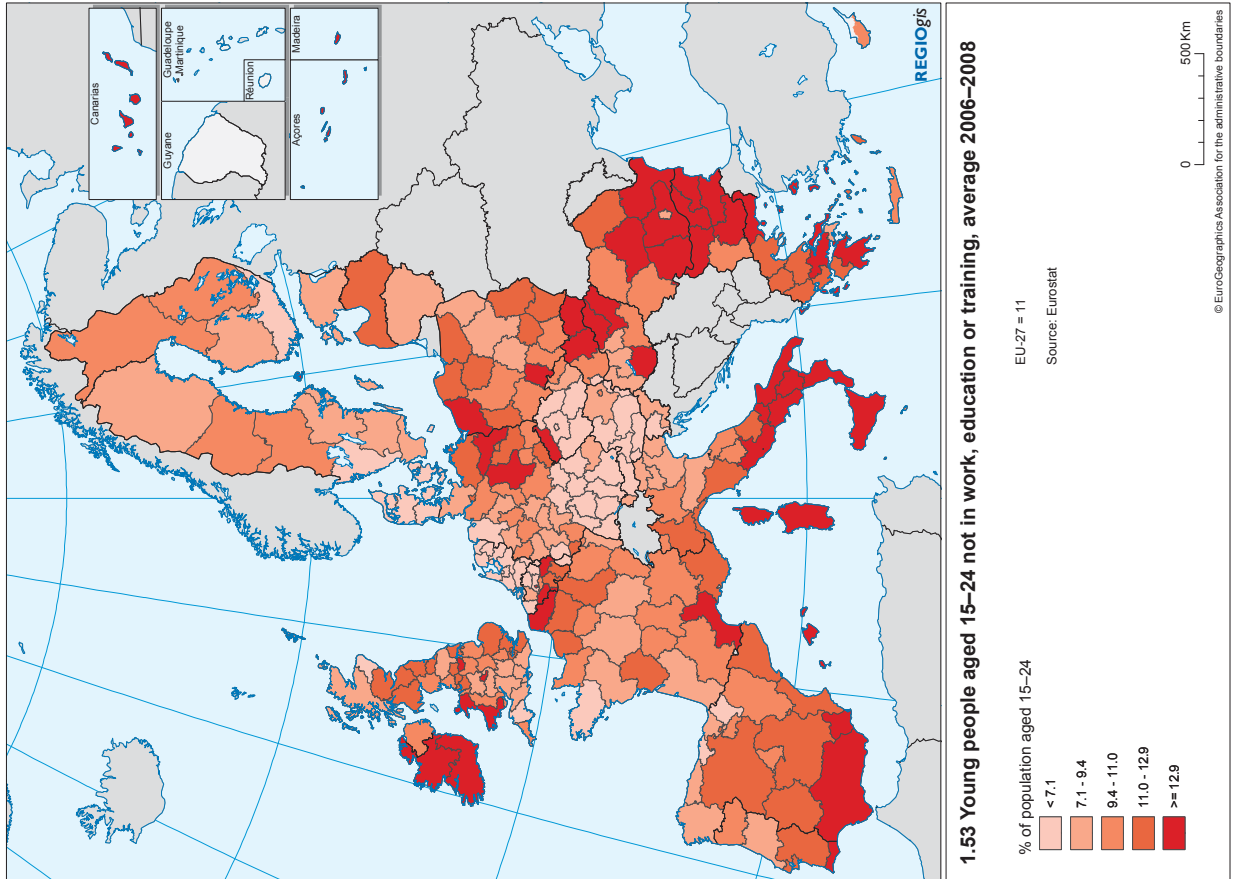 Canarias
Guyane
Guadeloupe
Martinique
Réunion
Açores
Madeira
REGIOgis
1.53 Young people aged 15–24 not in work, education or training, average 2006–2008
% of population aged 15–24
< 7.1
7.1 - 9.4
9.4 - 11.0
11.0 - 12.9
>=12.9
EU-27 = 11
Source: Eurostat
0 500 Km
© EuroGeographics Association for the administrative boundaries